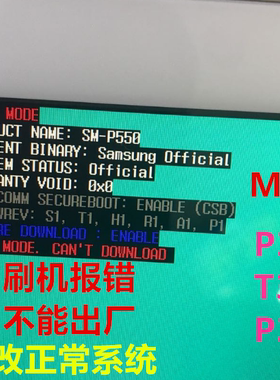 MODE
UCT NAME: SM-P550
ENT BINARY: Samsung Official
EM STATUS: Official
ANTY VOID: 0x0
COMM SECUREBOOT: ENABLE (CSB)
WREV: S1, T1, H1, R1, A1, P1
RE DOWNLOAD : ENABLE
MODE. CAN'T DOWNLOAD
M
P
刷机报错
T
不能出厂
P
改正常系统